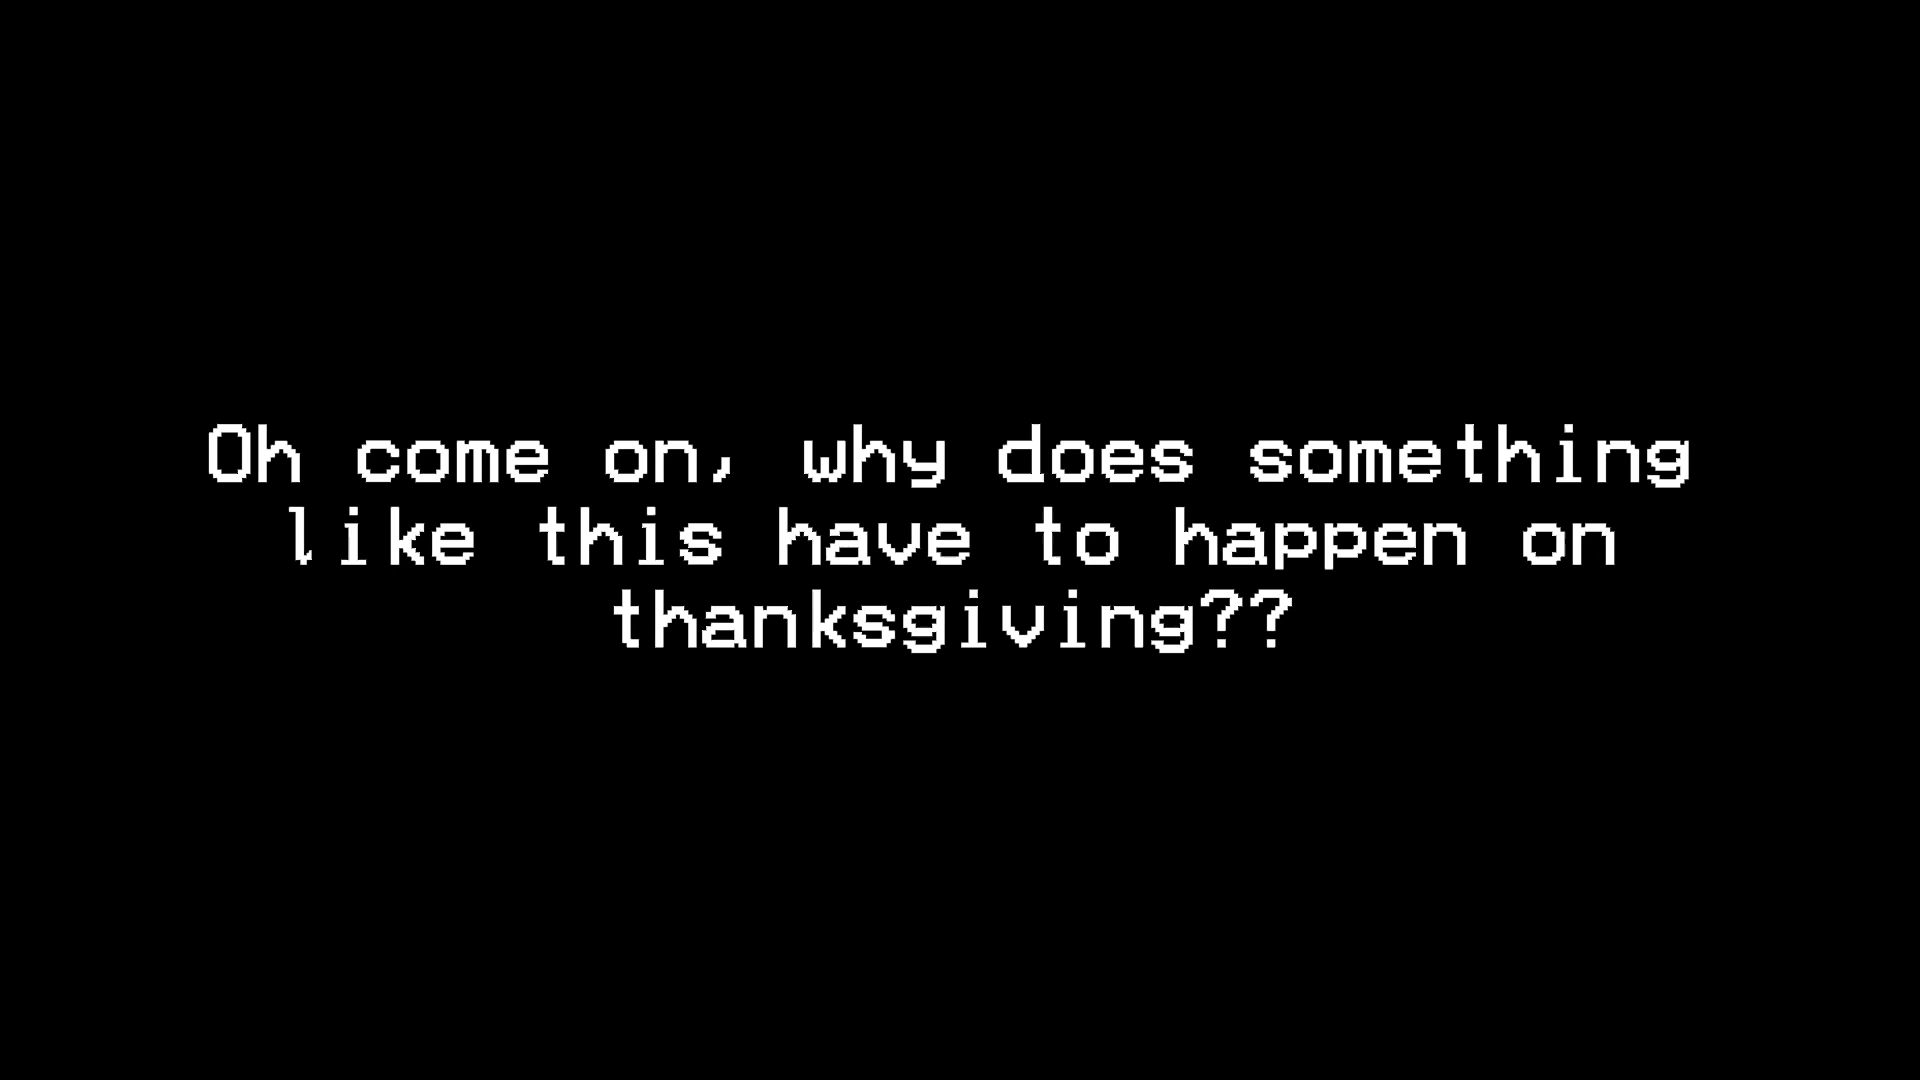 Oh come on, why does something
like this have to happen on
thanksgiving??